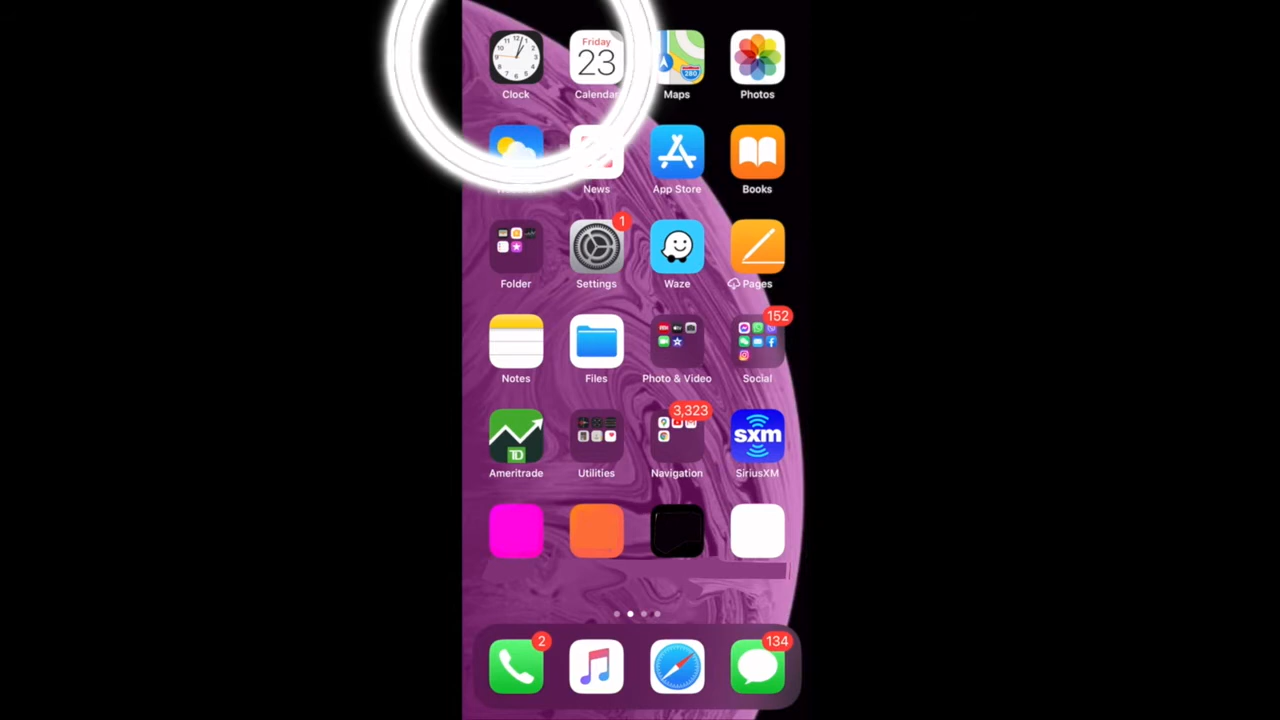 Friday
23
280
Clock
Calendar
Maps
Photos
News
App Store
Books
1
Folder
Settings
Waze
Pages
152
Notes
Files
Photo & Video
Social
3,323
TD
sxm
Ameritrade
Utilities
Navigation
SiriusXM
2
134